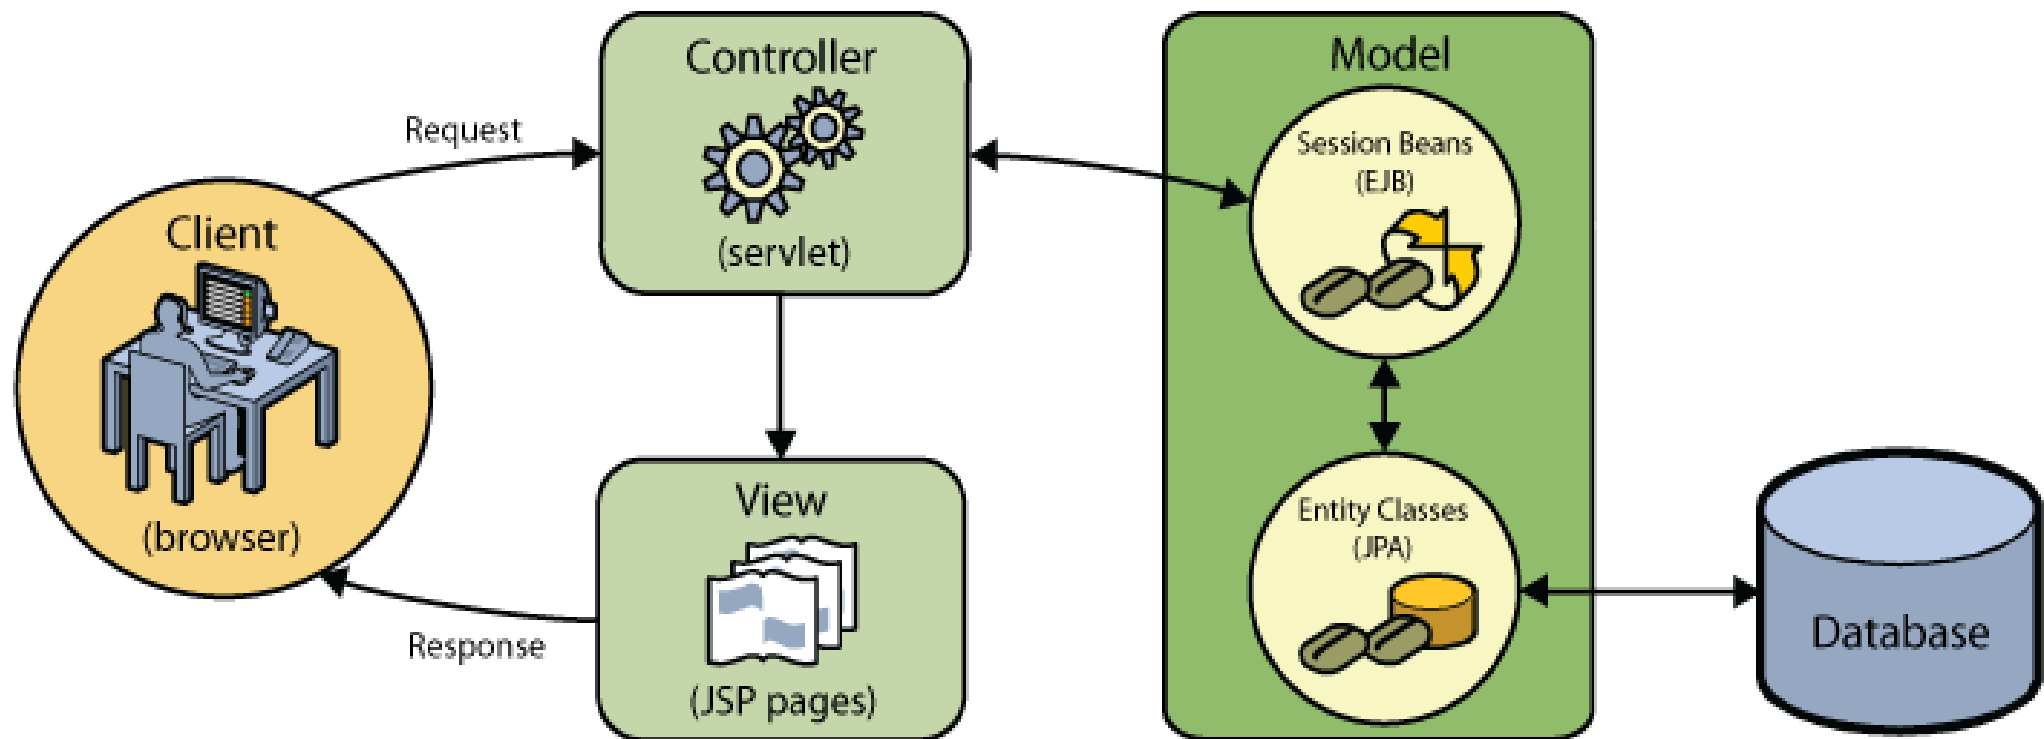 Controller
(servlet)
Request
Client
(browser)
Response
View
(JSP pages)
Model
Session Beans
(EJB)
Entity Classes
(JPA)
Database